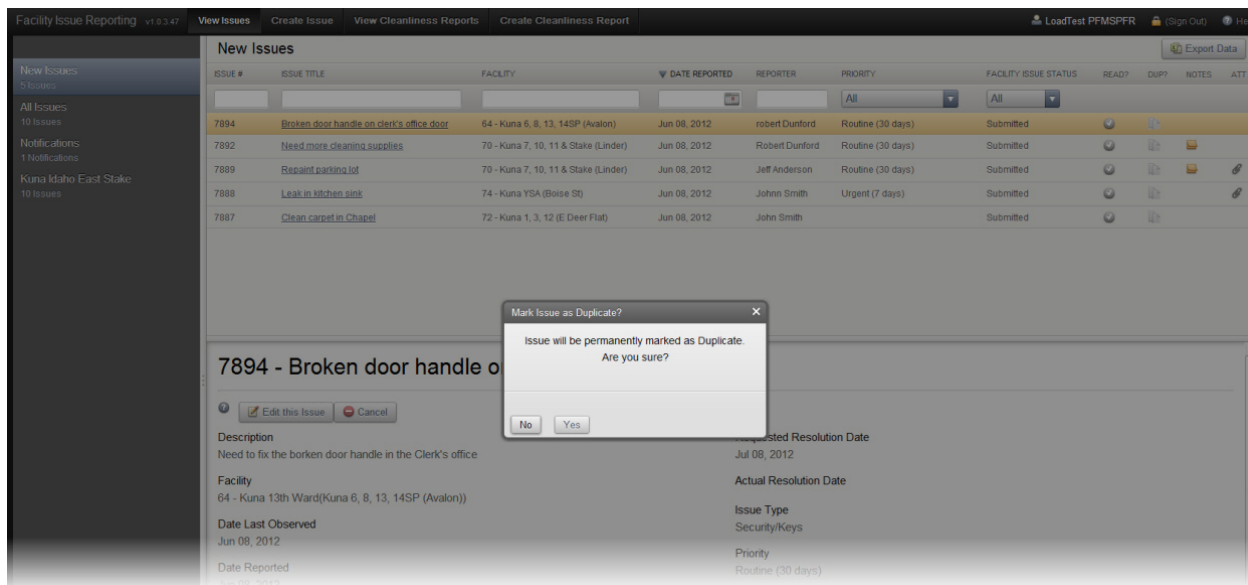 Facility Issue Reporting v1.0.3.47 View Issues Create Issue View Cleanliness Reports Create Cleanliness Report LoadTest PFMSPFR (Sign Out) He
New Issues Export Data
New Issues
5 Issues
All Issues
10 Issues
Notifications
1 Notifications
Kuna Idaho East Stake
10 Issues
ISSUE # ISSUE TITLE FACILITY DATE REPORTED REPORTER PRIORITY FACILITY ISSUE STATUS READ? DUP? NOTES ATT
All All
7894 Broken door handle on clerk's office door 64 - Kuna 6, 8, 13, 14SP (Avalon) Jun 08, 2012 robert Dunford Routine (30 days) Submitted
7892 Need more cleaning supplies 70 - Kuna 7, 10, 11 & Stake (Linder) Jun 08, 2012 Robert Dunford Routine (30 days) Submitted
7889 Repaint parking lot 70 - Kuna 7, 10, 11 & Stake (Linder) Jun 08, 2012 Jeff Anderson Routine (30 days) Submitted
7888 Leak in kitchen sink 74 - Kuna YSA (Boise St) Jun 08, 2012 Johnn Smith Urgent (7 days) Submitted
7887 Clean carpet in Chapel 72 - Kuna 1, 3, 12 (E Deer Flat) Jun 08, 2012 John Smith Submitted
Mark Issue as Duplicate?
Issue will be permanently marked as Duplicate.
Are you sure?
No Yes
7894 - Broken door handle o
Edit this Issue Cancel
Description
Need to fix the borken door handle in the Clerk's office
Facility
64 - Kuna 13th Ward(Kuna 6, 8, 13, 14SP (Avalon))
Date Last Observed
Jun 08, 2012
Date Reported
Jun 08, 2012
Requested Resolution Date
Jul 08, 2012
Actual Resolution Date
Issue Type
Security/Keys
Priority
Routine (30 days)